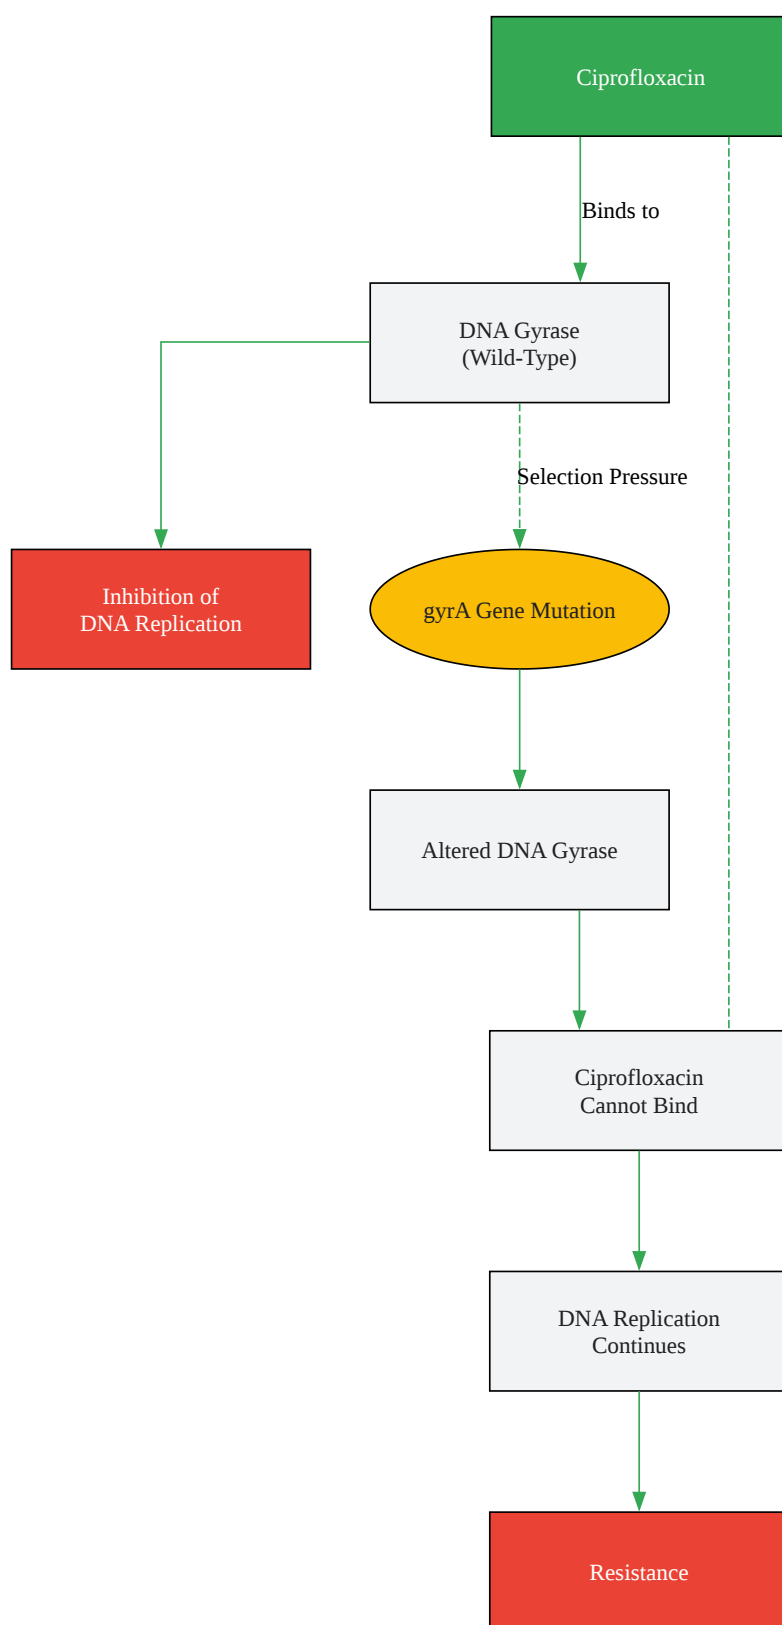 Ciprofloxacin
Binds to
DNA Gyrase
(Wild-Type)
Selection Pressure
Inhibition of
DNA Replication
gyrA Gene Mutation
Altered DNA Gyrase
Ciprofloxacin
Cannot Bind
DNA Replication
Continues
Resistance